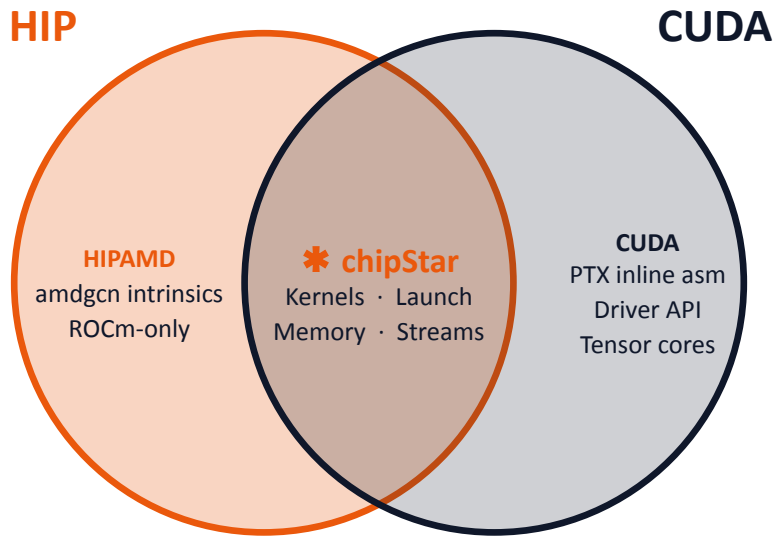 HIP
CUDA
HIPAMD
amdgcn intrinsics
ROCm-only
✱ chipStar
Kernels · Launch
Memory · Streams
CUDA
PTX inline asm
Driver API
Tensor cores